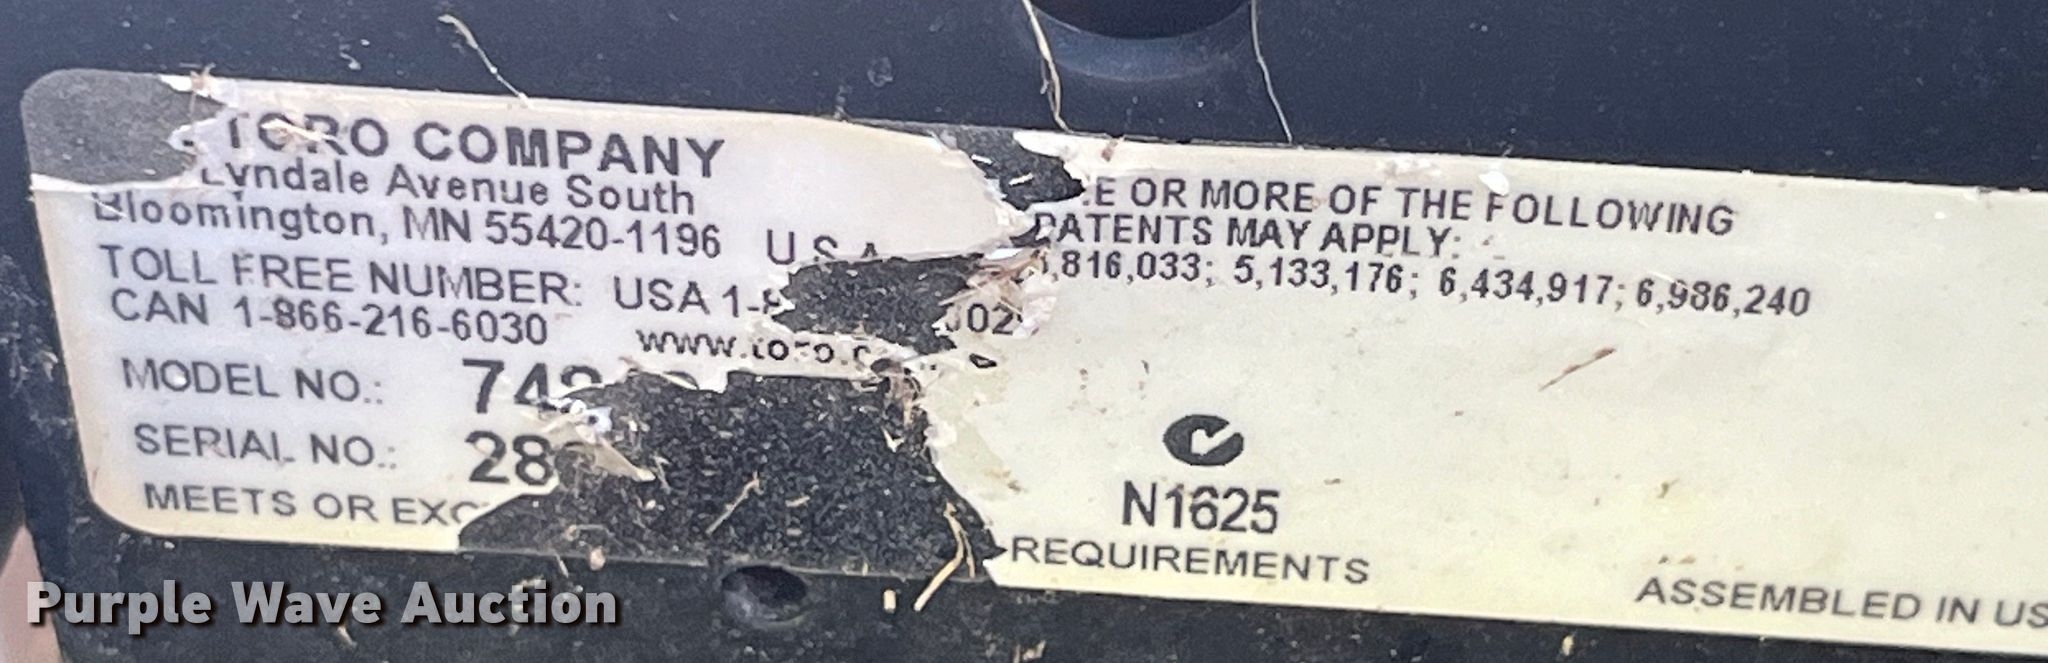 TORO COMPANY
Lyndale Avenue South
Bloomington, MN 55420-1196 U S A
TOLL FREE NUMBER: USA 1-
CAN 1-866-216-6030
MODEL NO.: 74
SERIAL NO.: 28
MEETS OR EXC
E OR MORE OF THE FOLLOWING
PATENTS MAY APPLY:
,816,033; 5,133,176; 6,434,917; 6,986,240
N1625
REQUIREMENTS
ASSEMBLED IN US
Purple Wave Auction